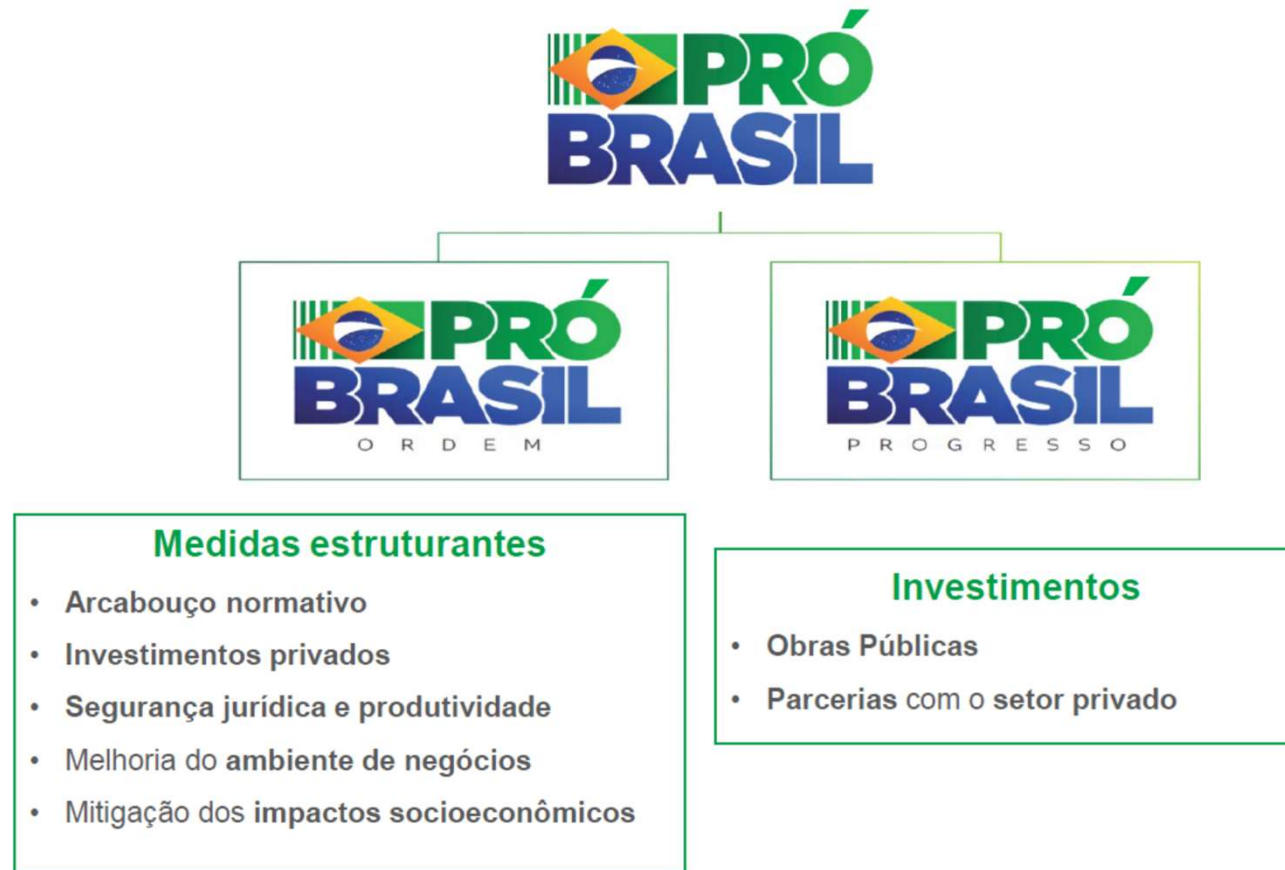 PRÓ
BRASIL
PRÓ
BRASIL
ORDEM
PRÓ
BRASIL
PROGRESSO
Medidas estruturantes
• Arcabouço normativo
• Investimentos privados
• Segurança jurídica e produtividade
• Melhoria do ambiente de negócios
• Mitigação dos impactos socioeconômicos
Investimentos
• Obras Públicas
• Parcerias com o setor privado